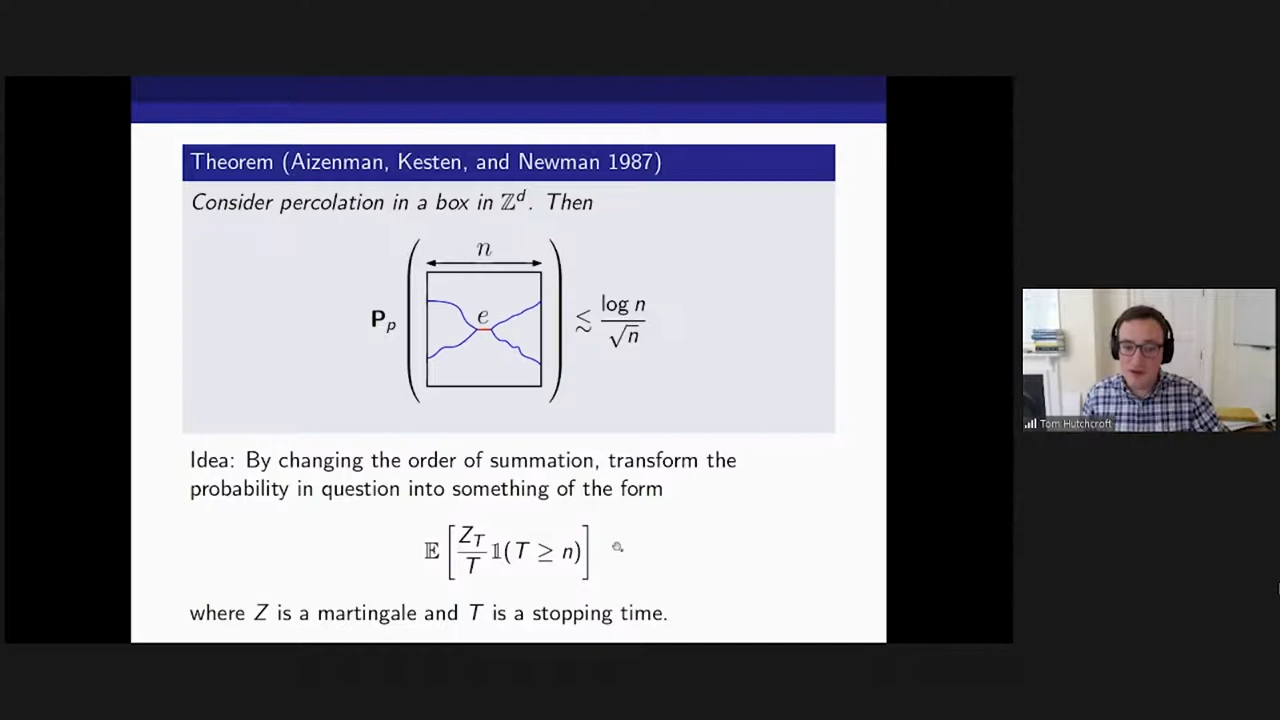 Theorem (Aizenman, Kesten, and Newman 1987)
Consider percolation in a box in ℤᵈ. Then
n
e
𝐏ₚ ( ) ≲ log n / √n
Idea: By changing the order of summation, transform the
probability in question into something of the form
𝔼 [ Z_T / T 𝟙(T ≥ n) ]
where Z is a martingale and T is a stopping time.
Tom Hutchcroft